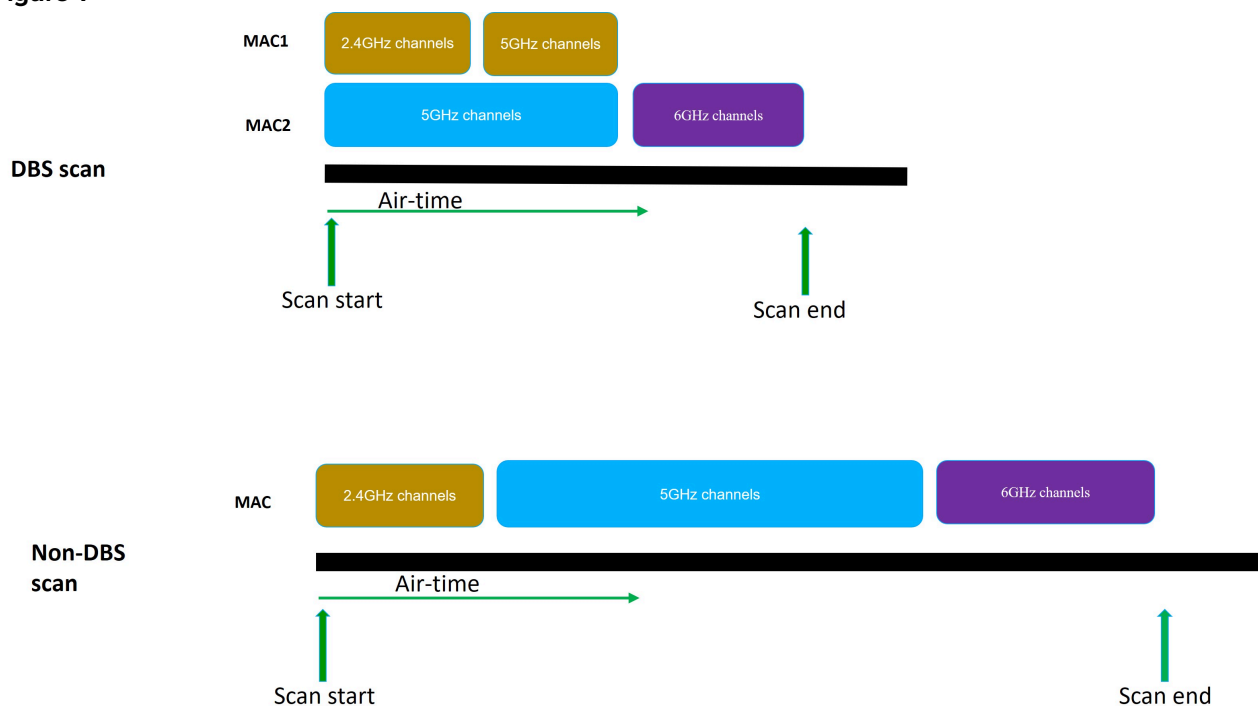 MAC1
2.4GHz channels
5GHz channels
MAC2
5GHz channels
6GHz channels
DBS scan
Air-time
Scan start
Scan end
MAC
2.4GHz channels
5GHz channels
6GHz channels
Non-DBS
scan
Air-time
Scan start
Scan end